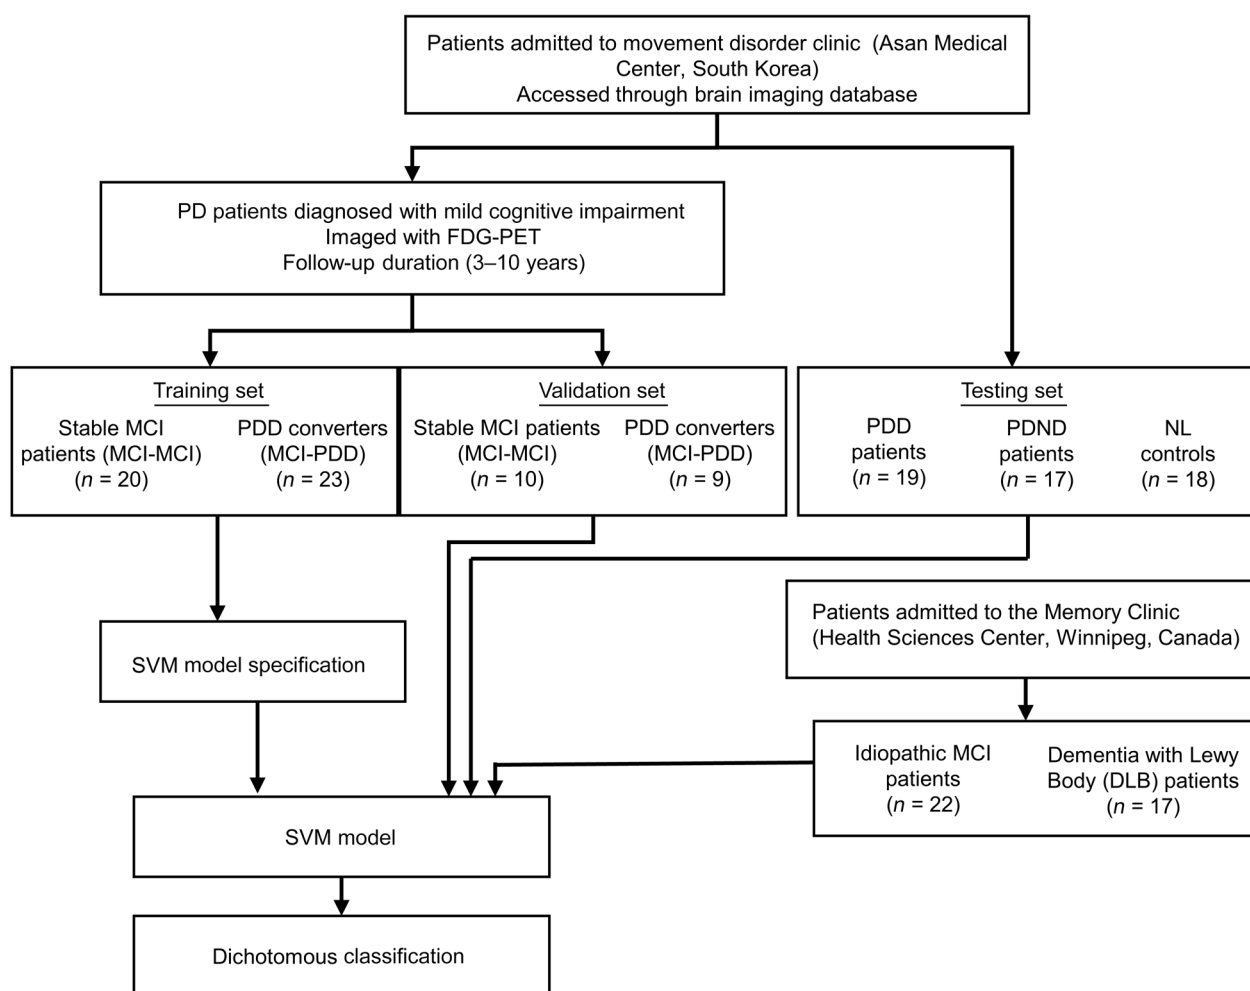 Patients admitted to movement disorder clinic (Asan Medical
Center, South Korea)
Accessed through brain imaging database
PD patients diagnosed with mild cognitive impairment
Imaged with FDG-PET
Follow-up duration (3–10 years)
Training set
Stable MCI
patients (MCI-MCI)
(n = 20)
PDD converters
(MCI-PDD)
(n = 23)
Validation set
Stable MCI patients
(MCI-MCI)
(n = 10)
PDD converters
(MCI-PDD)
(n = 9)
Testing set
PDD
patients
(n = 19)
PDND
patients
(n = 17)
NL
controls
(n = 18)
Patients admitted to the Memory Clinic
(Health Sciences Center, Winnipeg, Canada)
SVM model specification
Idiopathic MCI
patients
(n = 22)
Dementia with Lewy
Body (DLB) patients
(n = 17)
SVM model
Dichotomous classification